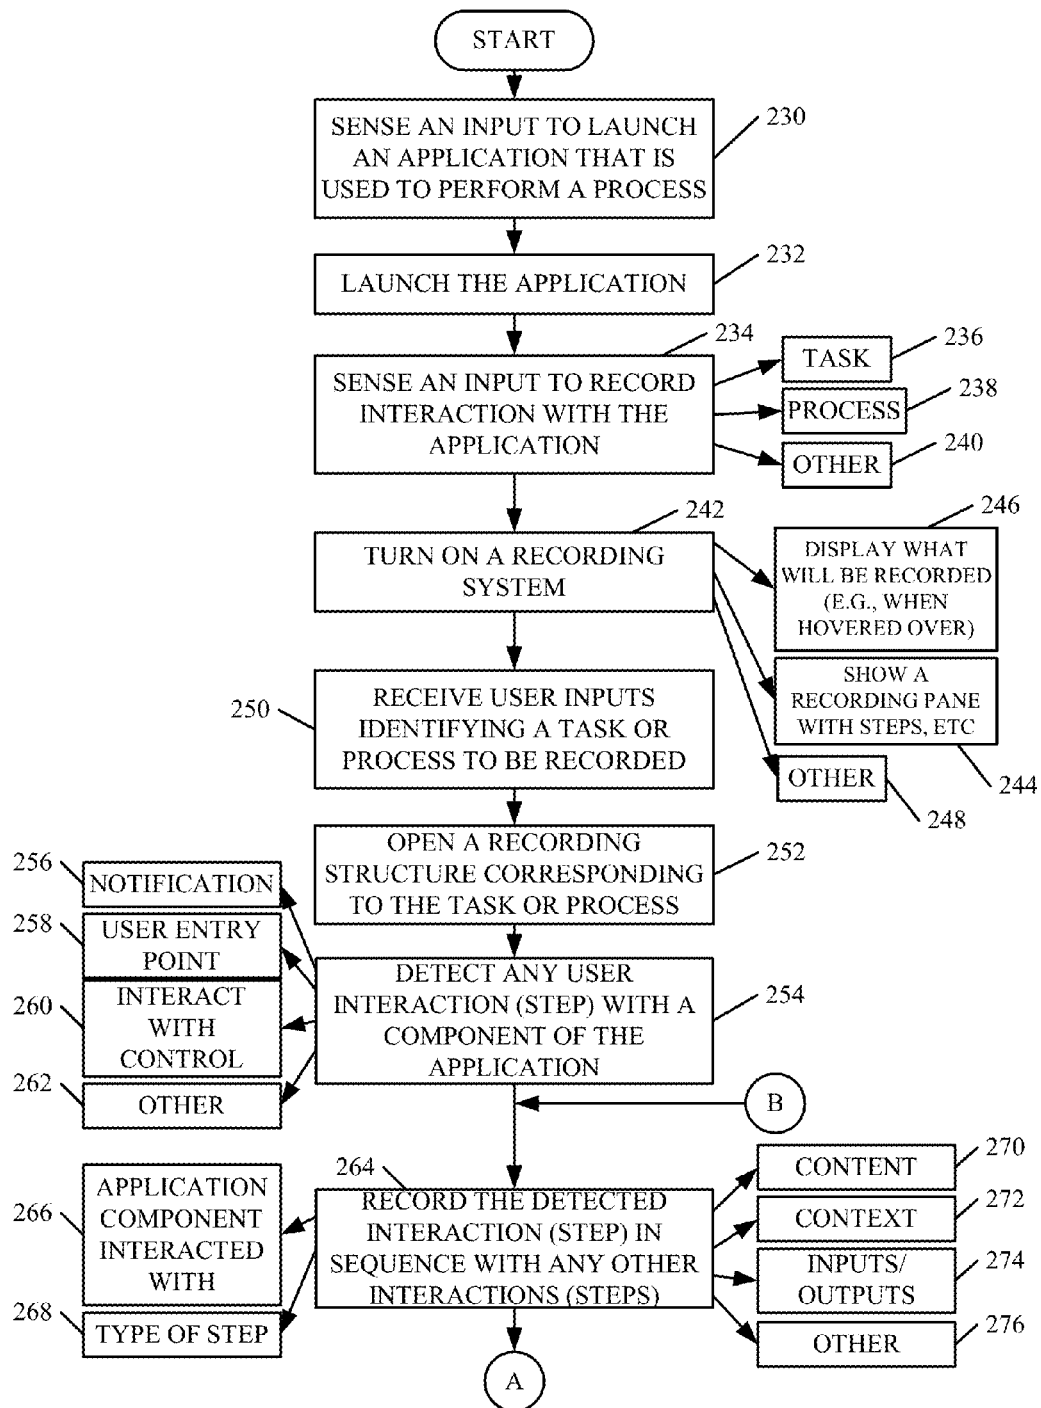 START
SENSE AN INPUT TO LAUNCH
AN APPLICATION THAT IS
USED TO PERFORM A PROCESS
230
LAUNCH THE APPLICATION
232
234
SENSE AN INPUT TO RECORD
INTERACTION WITH THE
APPLICATION
TASK
236
PROCESS
238
OTHER
240
242
TURN ON A RECORDING
SYSTEM
246
DISPLAY WHAT
WILL BE RECORDED
(E.G., WHEN
HOVERED OVER)
SHOW A
RECORDING PANE
WITH STEPS, ETC
244
OTHER
248
250
RECEIVE USER INPUTS
IDENTIFYING A TASK OR
PROCESS TO BE RECORDED
OPEN A RECORDING
STRUCTURE CORRESPONDING
TO THE TASK OR PROCESS
252
256
NOTIFICATION
258
USER ENTRY
POINT
260
INTERACT
WITH
CONTROL
262
OTHER
DETECT ANY USER
INTERACTION (STEP) WITH A
COMPONENT OF THE
APPLICATION
254
B
264
RECORD THE DETECTED
INTERACTION (STEP) IN
SEQUENCE WITH ANY OTHER
INTERACTIONS (STEPS)
266
APPLICATION
COMPONENT
INTERACTED
WITH
268
TYPE OF STEP
CONTENT
270
CONTEXT
272
INPUTS/
OUTPUTS
274
OTHER
276
A